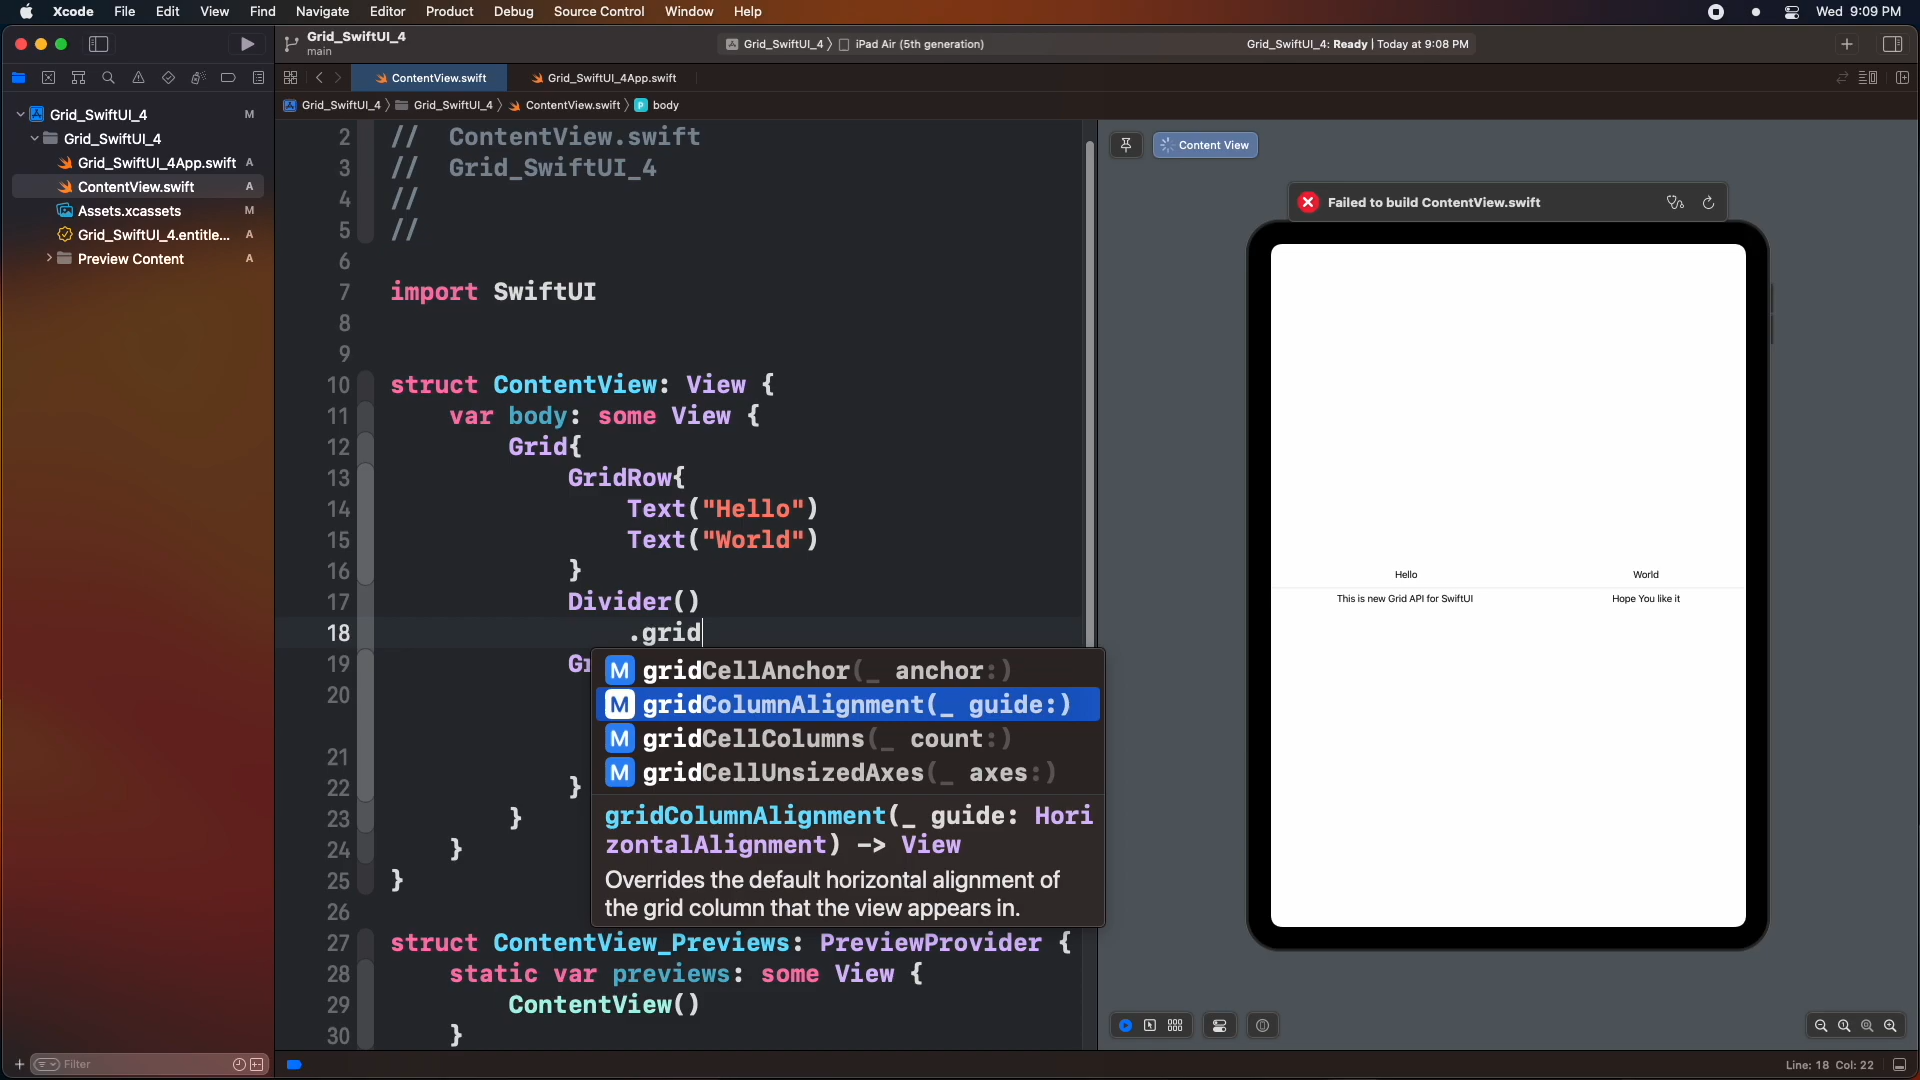 Xcode File Edit View Find Navigate Editor Product Debug Source Control Window Help Wed 9:09 PM
Grid_SwiftUI_4
main
Grid_SwiftUI_4 〉 iPad Air (5th generation)
Grid_SwiftUI_4: Ready | Today at 9:08 PM
ContentView.swift
Grid_SwiftUI_4App.swift
Grid_SwiftUI_4 〉 Grid_SwiftUI_4 〉 ContentView.swift 〉 P body
Grid_SwiftUI_4 M
Grid_SwiftUI_4
Grid_SwiftUI_4App.swift A
ContentView.swift A
Assets.xcassets M
Grid_SwiftUI_4.entitle... A
Preview Content A
Filter
2 // ContentView.swift
3 // Grid_SwiftUI_4
4 //
5 //
6
7 import SwiftUI
8
9
10 struct ContentView: View {
11 var body: some View {
12 Grid{
13 GridRow{
14 Text("Hello")
15 Text("World")
16 }
17 Divider()
18 .grid
19 Gr
20
21
22 }
23 }
24 }
25 }
26
27 struct ContentView_Previews: PreviewProvider {
28 static var previews: some View {
29 ContentView()
30 }
M gridCellAnchor(_ anchor:)
M gridColumnAlignment(_ guide:)
M gridCellColumns(_ count:)
M gridCellUnsizedAxes(_ axes:)
gridColumnAlignment(_ guide: Hori
zontalAlignment) -> View
Overrides the default horizontal alignment of
the grid column that the view appears in.
Content View
Failed to build ContentView.swift
Hello World
This is new Grid API for SwiftUI Hope You like it
Line: 18 Col: 22